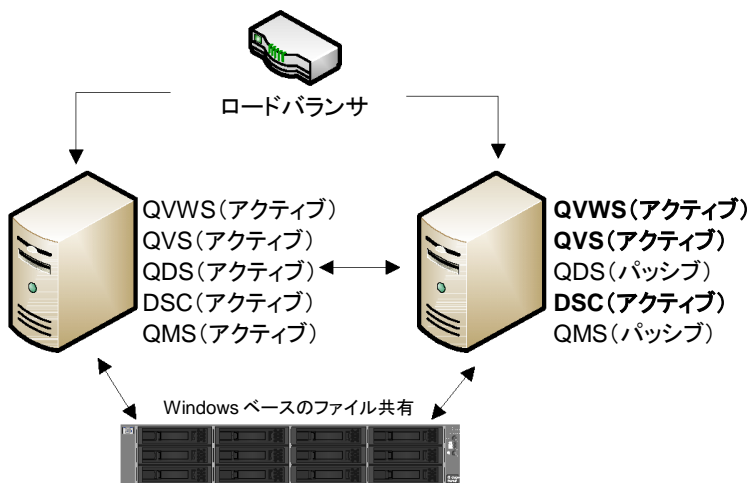 ロードバランサ
QVWS(アクティブ)
QVS(アクティブ)
QDS(アクティブ)
DSC(アクティブ)
QMS(アクティブ)
QVWS(アクティブ)
QVS(アクティブ)
QDS(パッシブ)
DSC(アクティブ)
QMS(パッシブ)
Windows ベースのファイル共有